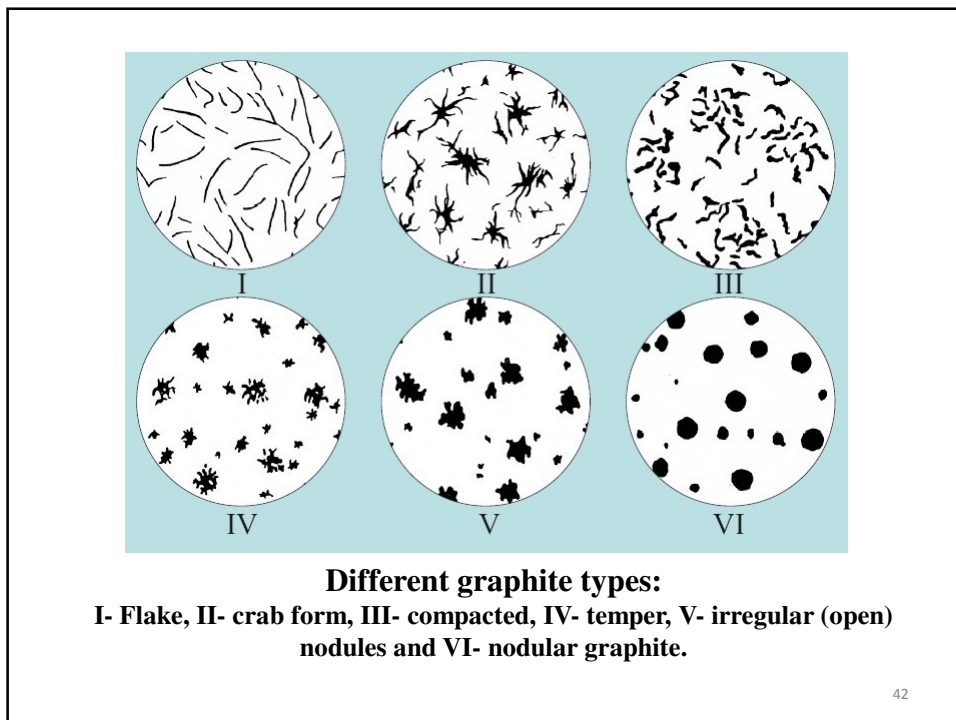 I
II
III
IV
V
VI
Different graphite types:
I- Flake, II- crab form, III- compacted, IV- temper, V- irregular (open)
nodules and VI- nodular graphite.
42